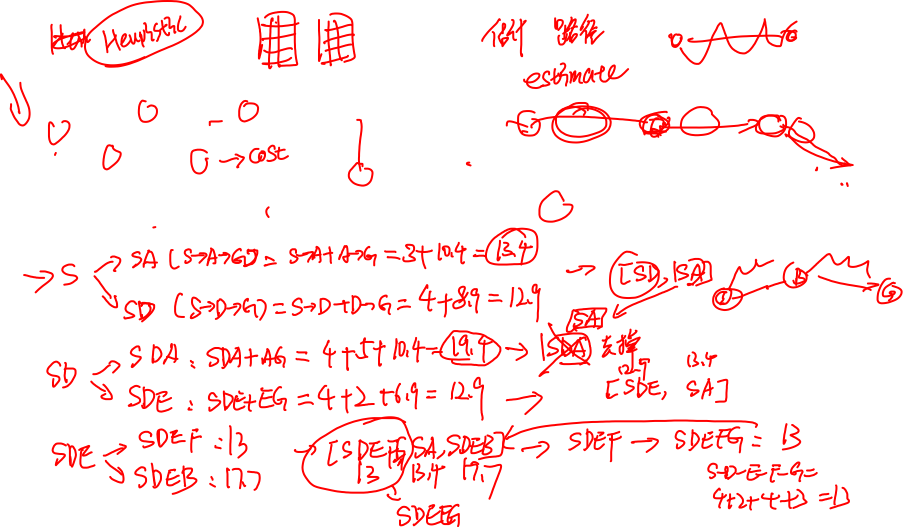 Heuristic
估计 路径
estimate
→cost
→S → SA (S→A→G) = S→A+A→G = 3+10.4 = 13.4
→ SD (S→D→G) = S→D+D→G = 4+8.9 = 12.9
→ [SD, SA]
SD → SDA : SDA+AG = 4+5+10.4 = 19.4 → SDA
[SA]
→ SDE : SDE+EG = 4+2+6.9 = 12.9 →
12.9 13.4
[SDE, SA]
SDE → SDEF : 13
→ SDEB : 17.7
→ [SDEF, SA, SDEB] → SDEF → SDEFG = 13
13 13.4 17.7
S-D-E-F-G=
4+2+4+3 = 13
SDEFG